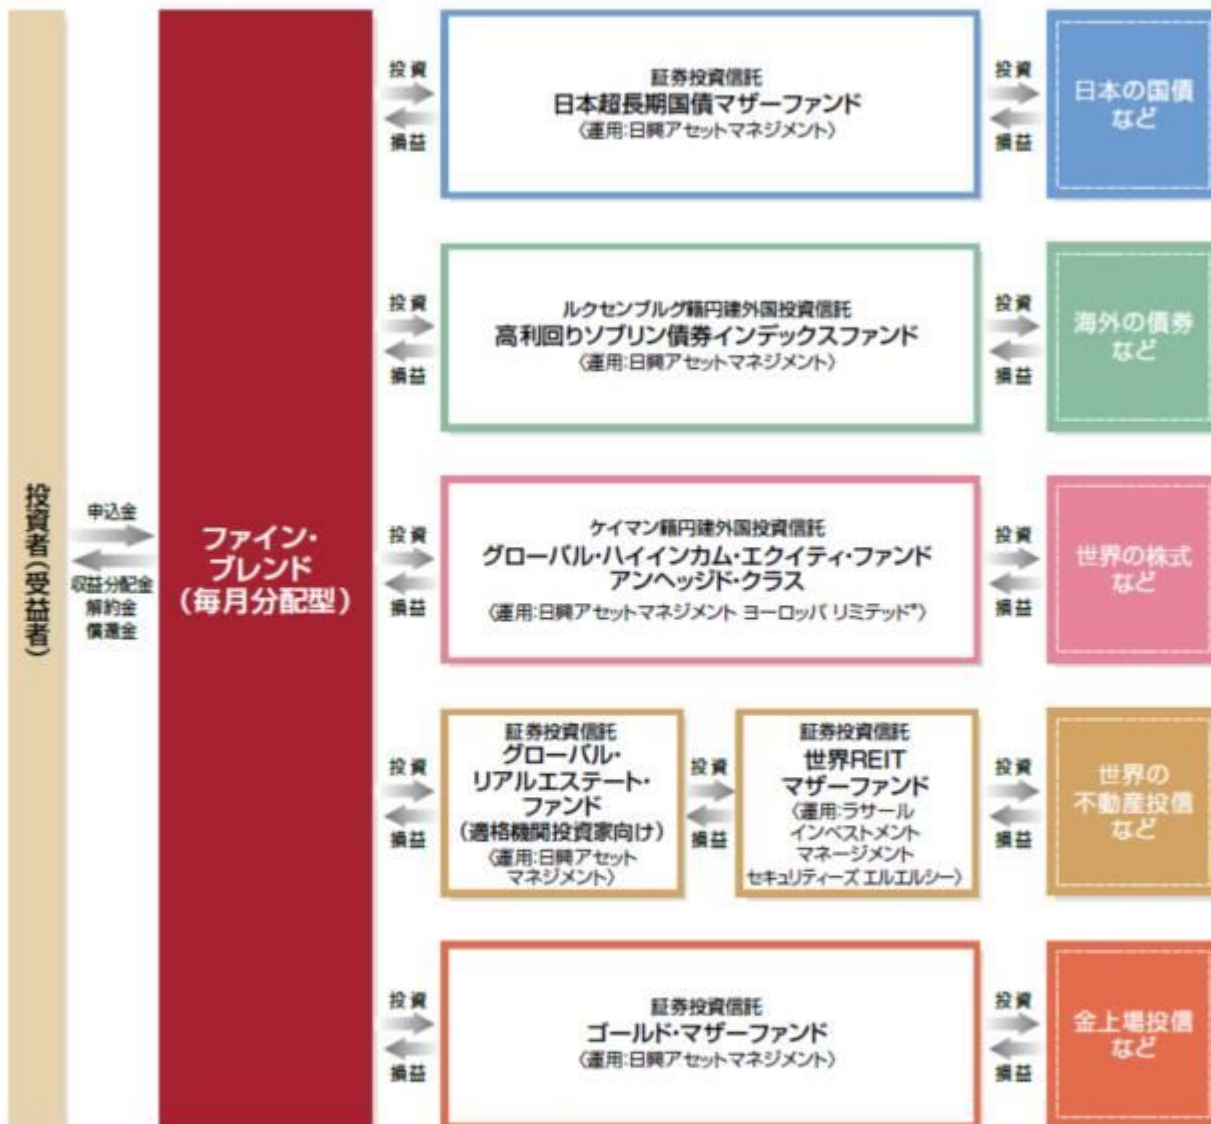 投資者(受益者)
申込金
収益分配金
解約金
償還金
ファイン・
ブレンド
(毎月分配型)
投資
損益
証券投資信託
日本超長期国債マザーファンド
〈運用:日興アセットマネジメント〉
投資
損益
日本の国債
など
投資
損益
ルクセンブルグ籍円建外国投資信託
高利回りソブリン債券インデックスファンド
〈運用:日興アセットマネジメント〉
投資
損益
海外の債券
など
投資
損益
ケイマン籍円建外国投資信託
グローバル・ハイインカム・エクイティ・ファンド
アンヘッジド・クラス
〈運用:日興アセットマネジメント ヨーロッパ リミテッド*〉
投資
損益
世界の株式
など
投資
損益
証券投資信託
グローバル・
リアルエステート・
ファンド
(適格機関投資家向け)
〈運用:日興アセット
マネジメント〉
投資
損益
証券投資信託
世界REIT
マザーファンド
〈運用:ラサール
インベストメント
マネージメント
セキュリティーズ エルエルシー〉
投資
損益
世界の
不動産投信
など
投資
損益
証券投資信託
ゴールド・マザーファンド
〈運用:日興アセットマネジメント〉
投資
損益
金上場投信
など